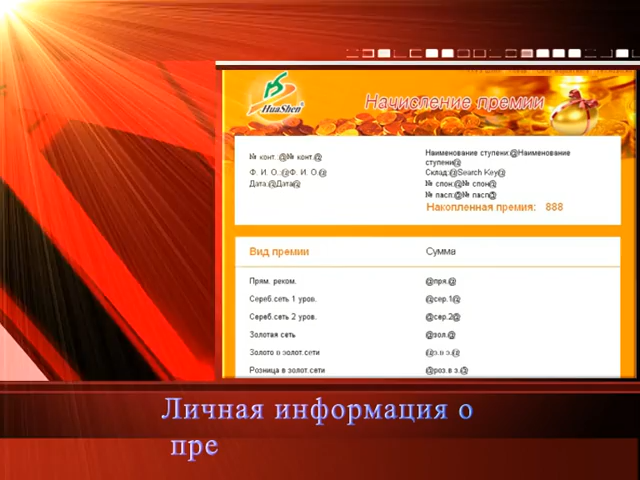 HuaShen®
Начисление премии
№ конт.:@№ конт.@
Ф. И. О.:@Ф. И. О.@
Дата:@Дата@
Наименование ступени:@Наименование
ступени@
Склад:@Search Key@
№ спон:@№ спон@
№ пасп:@№ пасп@
Накопленная премия: 888
Вид премии Сумма
Прям. реком. @пря.@
Сереб.сеть 1 уров. @сер.1@
Сереб.сеть 2 уров. @сер.2@
Золотая сеть @зол.@
Золото в золот.сети @з.в з.@
Розница в золот.сети @роз.в з.@
Личная информация о
пре